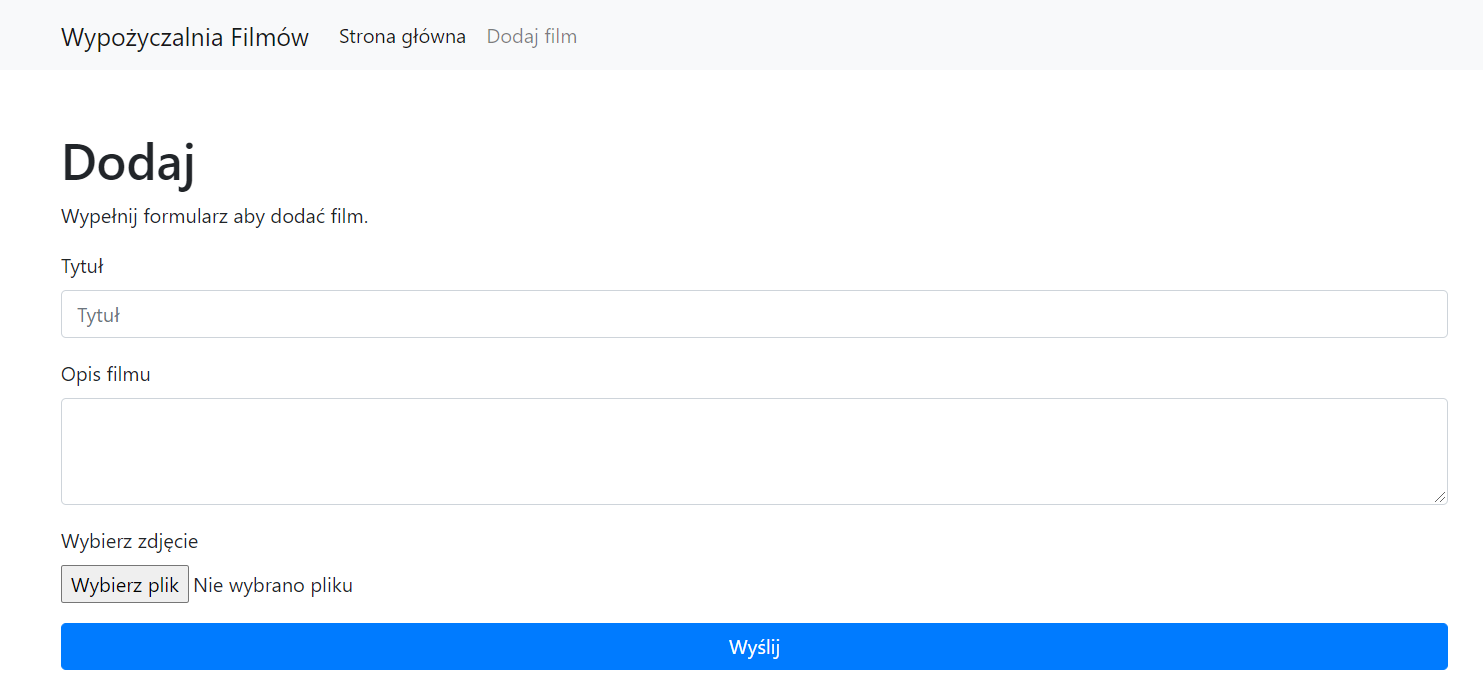 Wypożyczalnia Filmów Strona główna Dodaj film
Dodaj
Wypełnij formularz aby dodać film.
Tytuł
Tytuł
Opis filmu
Wybierz zdjęcie
Wybierz plik Nie wybrano pliku
Wyślij